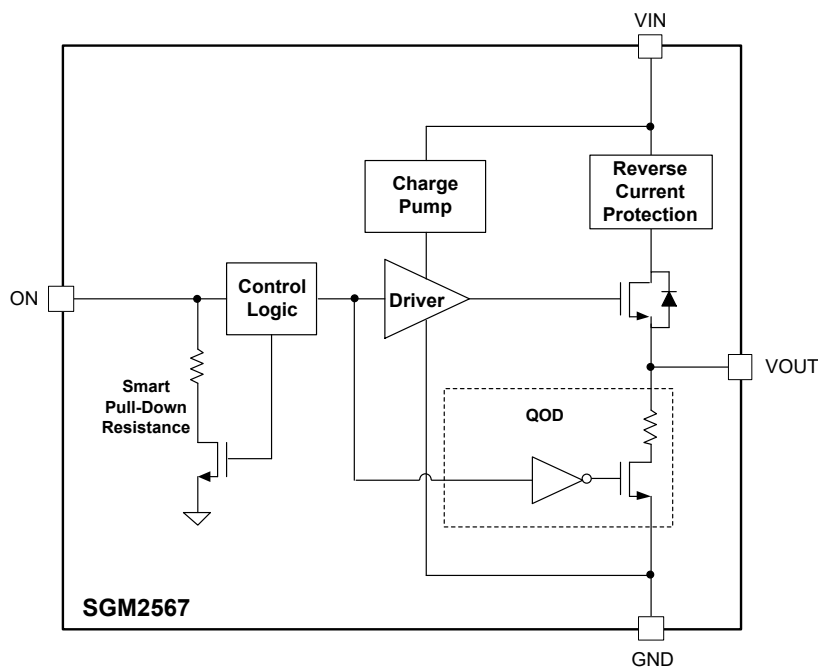 VIN
Charge
Pump
Reverse
Current
Protection
ON
Control
Logic
Driver
VOUT
Smart
Pull-Down
Resistance
QOD
SGM2567
GND